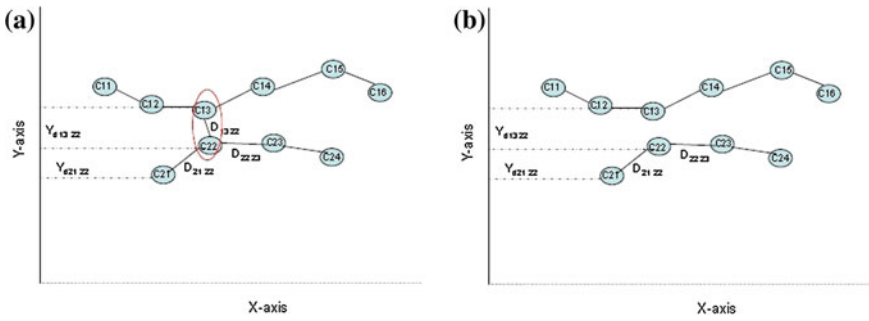 (a)
Y-axis
C11
C12
C13
C14
C15
C16
D13 22
Yd13 22
C22
C23
C24
D22 23
D21 22
Yd21 22
C21
X-axis
(b)
Y-axis
C11
C12
C13
C14
C15
C16
Yd13 22
C22
C23
C24
D22 23
D21 22
Yd21 22
C21
X-axis